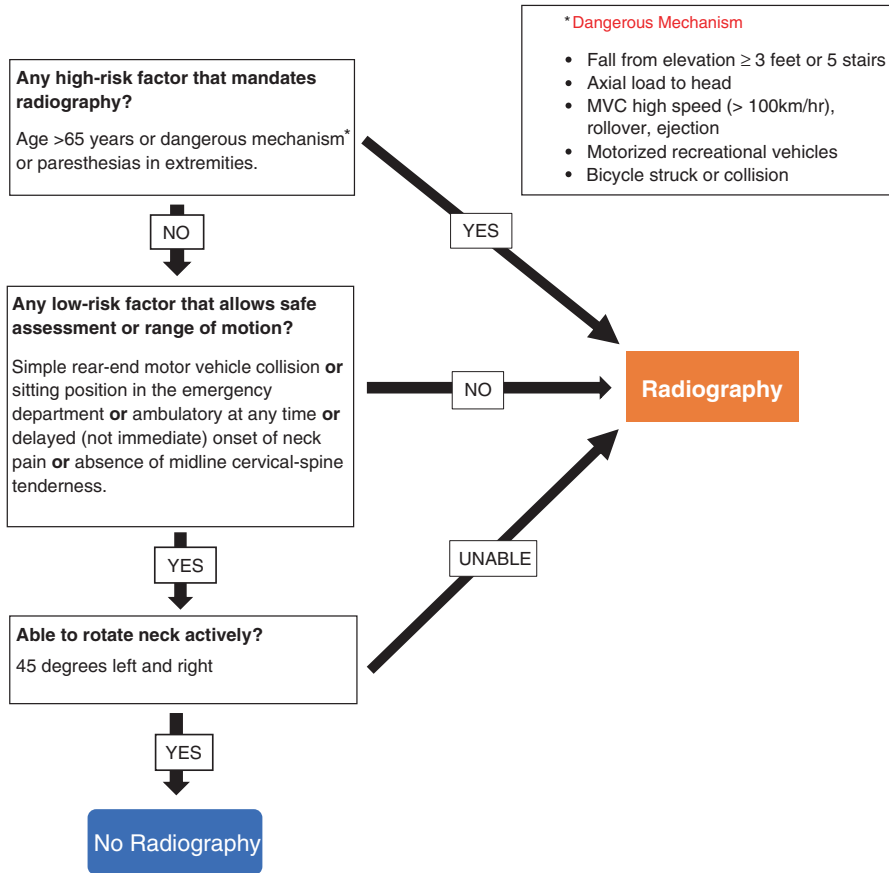 * Dangerous Mechanism
• Fall from elevation ≥ 3 feet or 5 stairs
• Axial load to head
• MVC high speed (> 100km/hr),
rollover, ejection
• Motorized recreational vehicles
• Bicycle struck or collision
Any high-risk factor that mandates
radiography?
Age >65 years or dangerous mechanism*
or paresthesias in extremities.
NO
YES
Any low-risk factor that allows safe
assessment or range of motion?
Simple rear-end motor vehicle collision or
sitting position in the emergency
department or ambulatory at any time or
delayed (not immediate) onset of neck
pain or absence of midline cervical-spine
tenderness.
NO
Radiography
YES
UNABLE
Able to rotate neck actively?
45 degrees left and right
YES
No Radiography